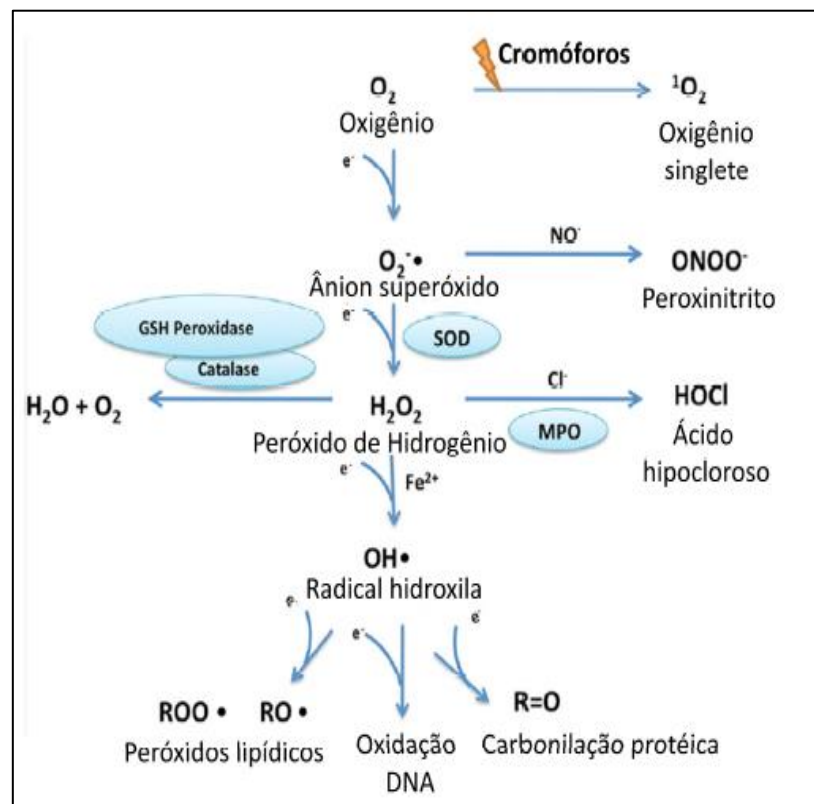 Cromóforos
O₂
¹O₂
Oxigênio
Oxigênio
singlete
e⁻
NO·
O₂⁻•
ONOO⁻
Ânion superóxido
Peroxinitrito
e⁻
GSH Peroxidase
SOD
Catalase
Cl⁻
H₂O + O₂
H₂O₂
HOCl
MPO
Peróxido de Hidrogênio
Ácido
hipocloroso
e⁻
Fe²⁺
OH•
Radical hidroxila
e⁻
e⁻
e⁻
ROO •
RO •
R=O
Peróxidos lipídicos
Oxidação
DNA
Carbonilação protéica